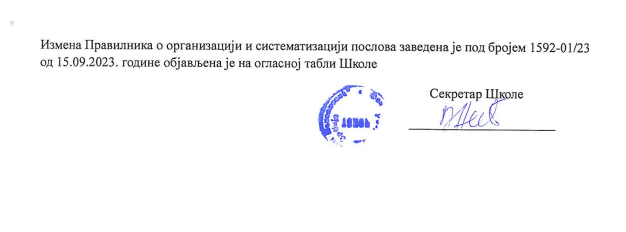 Измена Правилника о организацији и систематизацији послова заведена је под бројем 1592-01/23
од 15.09.2023. године објављена је на огласној табли Школе
Секретар Школе